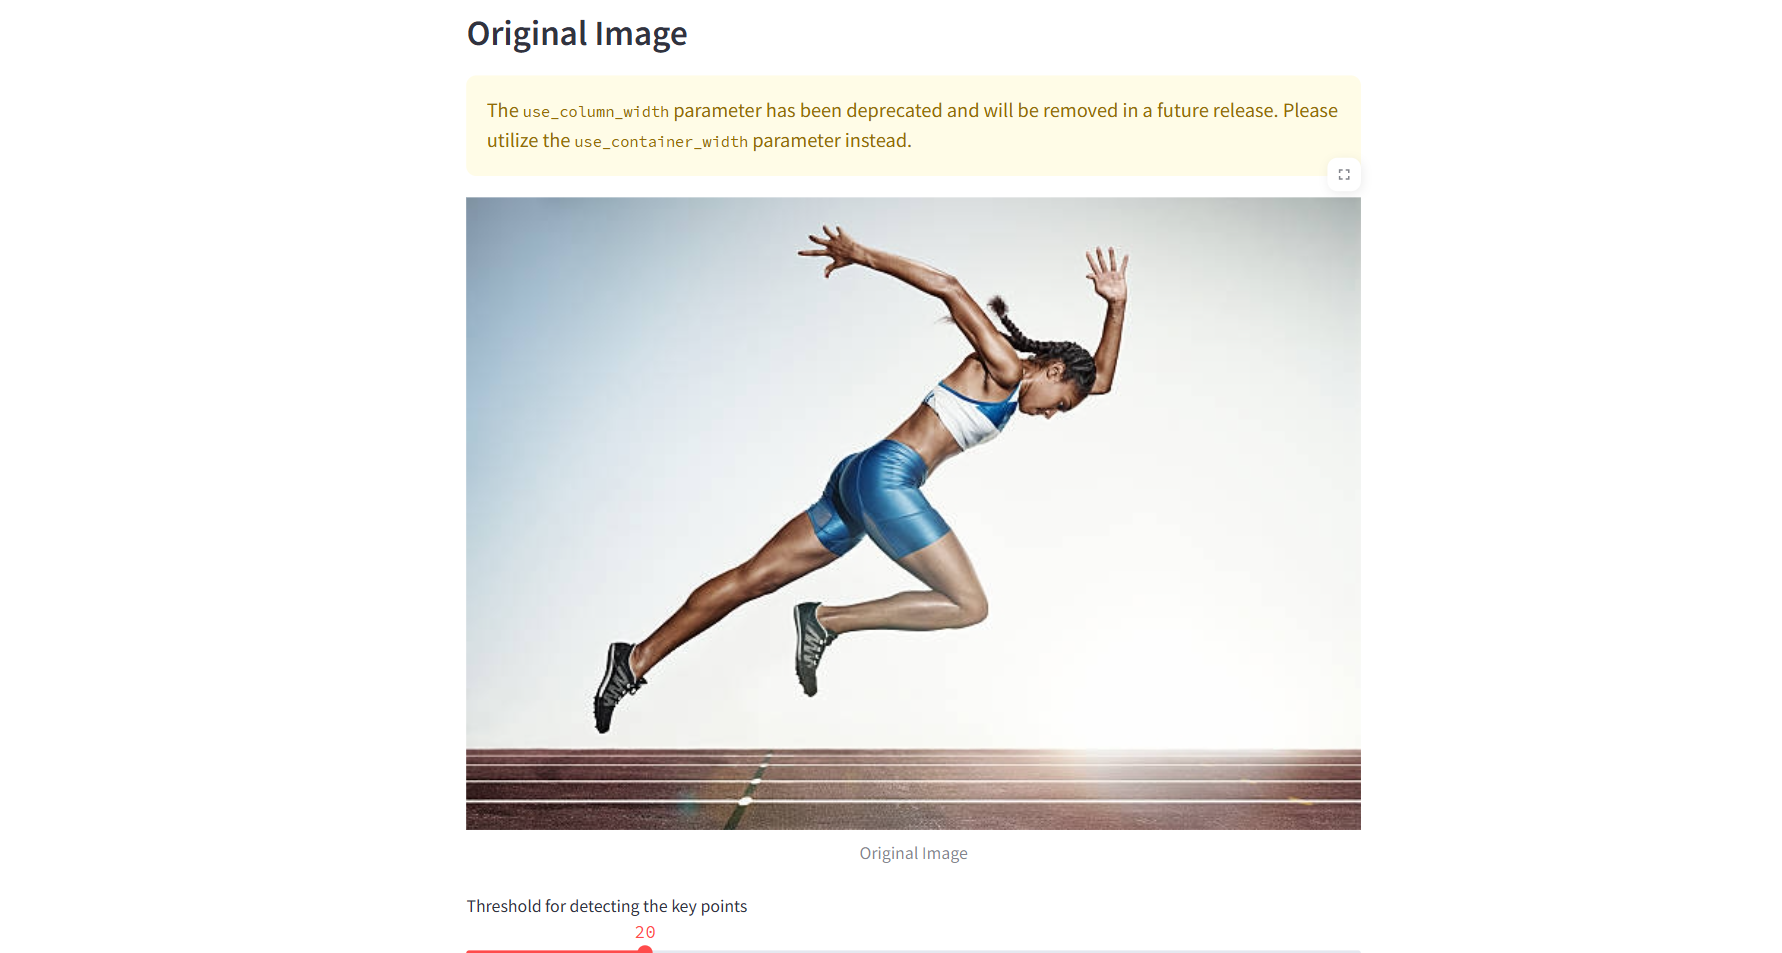 Original Image
The use_column_width parameter has been deprecated and will be removed in a future release. Please
utilize the use_container_width parameter instead.
Original Image
Threshold for detecting the key points
20